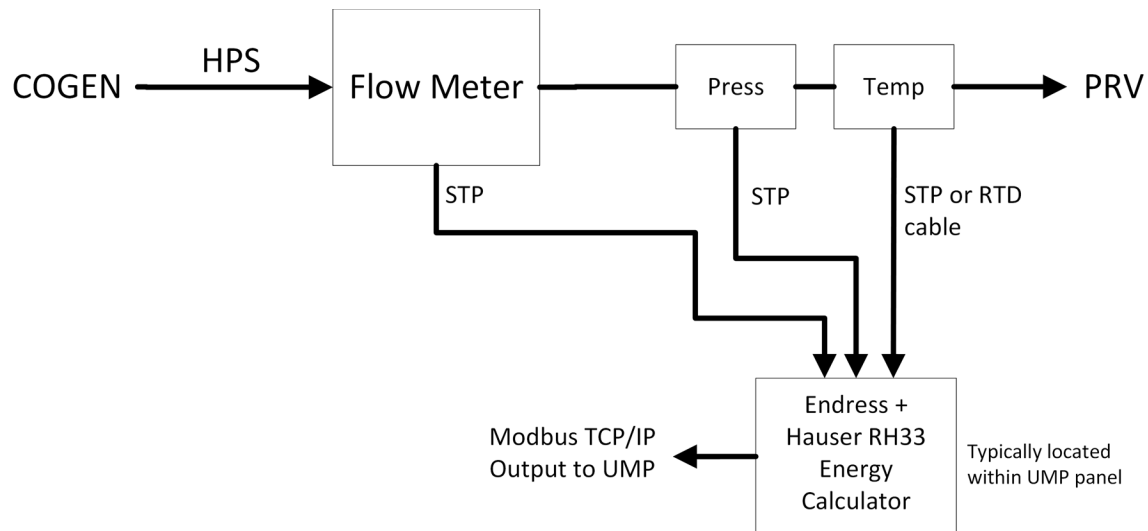 COGEN
HPS
Flow Meter
Press
Temp
PRV
STP
STP
STP or RTD
cable
Endress +
Hauser RH33
Energy
Calculator
Modbus TCP/IP
Output to UMP
Typically located
within UMP panel